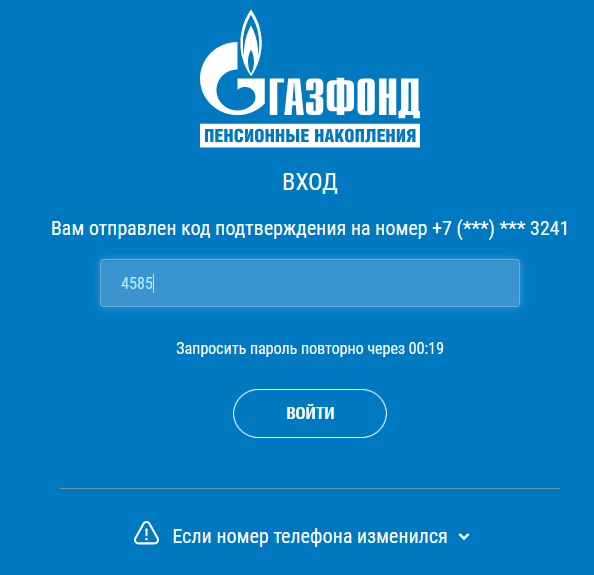 ГАЗФОНД
ПЕНСИОННЫЕ НАКОПЛЕНИЯ
ВХОД
Вам отправлен код подтверждения на номер +7 (***) *** 3241
4585
Запросить пароль повторно через 00:19
ВОЙТИ
Если номер телефона изменился